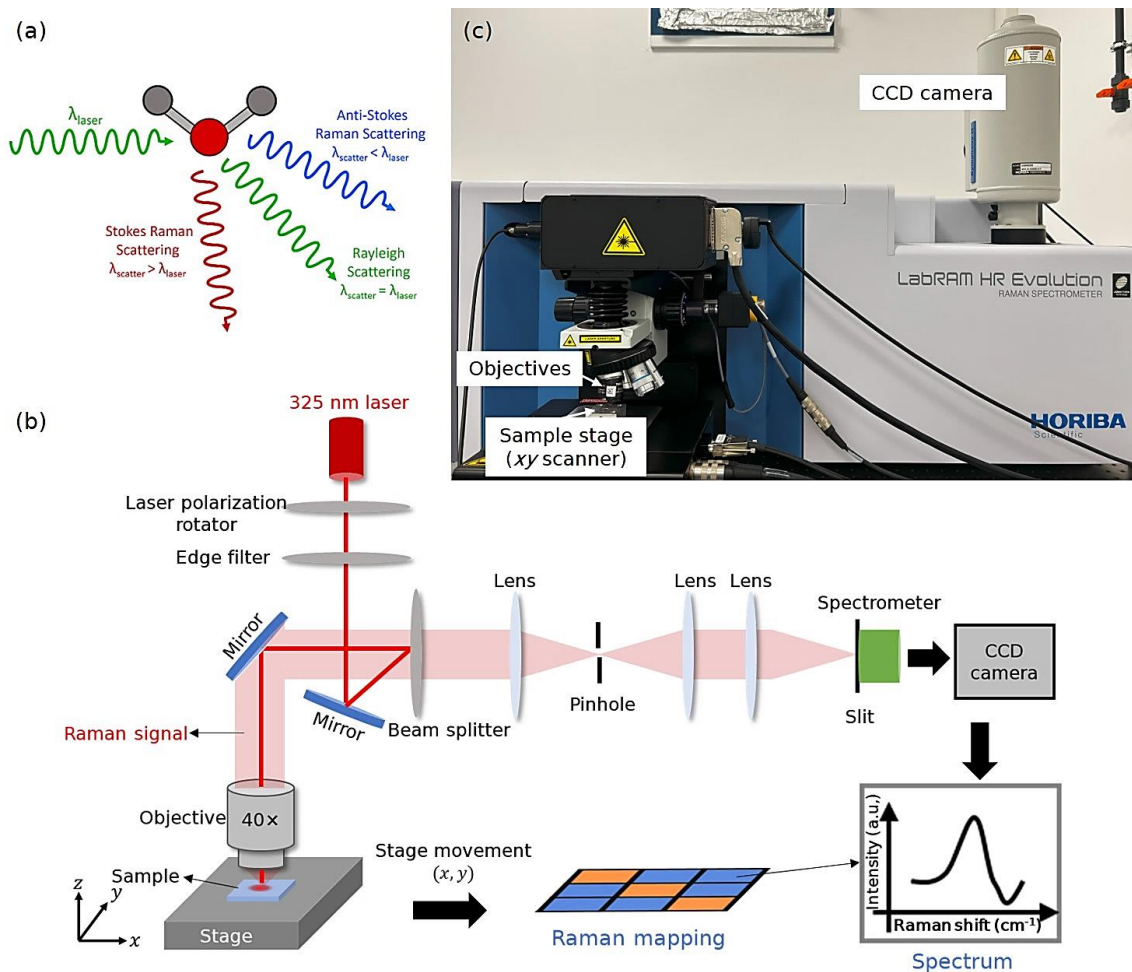 (a)
λlaser
Anti-Stokes
Raman Scattering
λscatter < λlaser
Stokes Raman
Scattering
λscatter > λlaser
Rayleigh
Scattering
λscatter = λlaser
(c)
CCD camera
LabRAM HR Evolution
RAMAN SPECTROMETER
Objectives
Sample stage
(xy scanner)
HORIBA
Scientific
(b)
325 nm laser
Laser polarization
rotator
Edge filter
Mirror
Mirror
Beam splitter
Lens
Pinhole
Lens
Lens
Spectrometer
Slit
CCD
camera
Raman signal
Objective
40×
Sample
Stage
z
y
x
Stage movement
(x, y)
Raman mapping
Intensity (a.u,)
Raman shift (cm⁻¹)
Spectrum